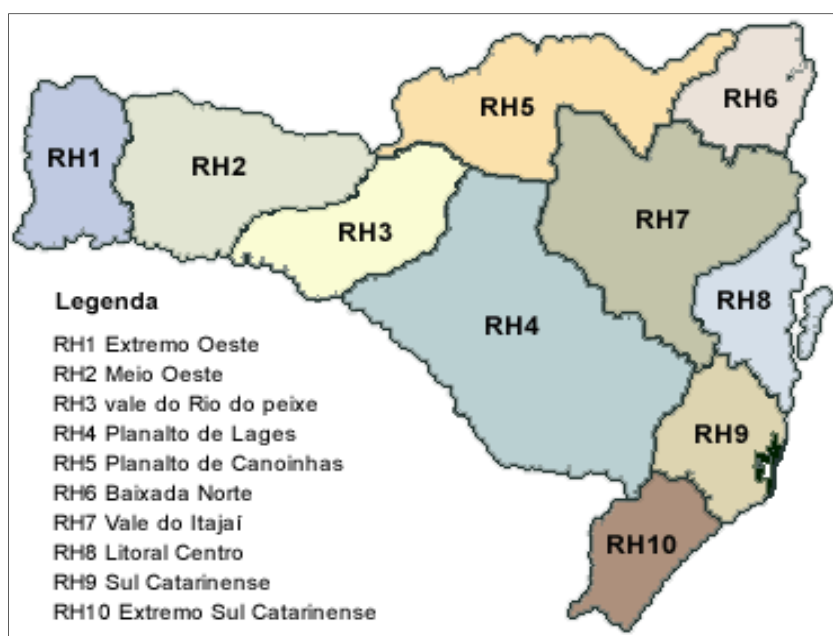 RH1
RH2
RH3
RH4
RH5
RH6
RH7
RH8
RH9
RH10
Legenda
RH1 Extremo Oeste
RH2 Meio Oeste
RH3 vale do Rio do peixe
RH4 Planalto de Lages
RH5 Planalto de Canoinhas
RH6 Baixada Norte
RH7 Vale do Itajaí
RH8 Litoral Centro
RH9 Sul Catarinense
RH10 Extremo Sul Catarinense